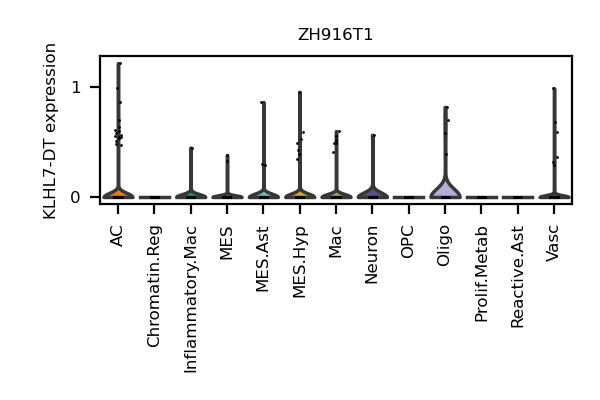 ZH916T1
KLHL7-DT expression
1
0
AC
Chromatin.Reg
Inflammatory.Mac
MES
MES.Ast
MES.Hyp
Mac
Neuron
OPC
Oligo
Prolif.Metab
Reactive.Ast
Vasc